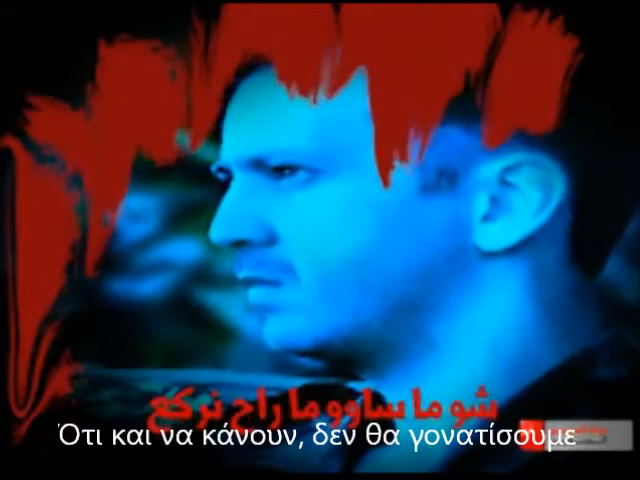 شو ما ساوو ما راح نركع
Ότι και να κάνουν, δεν θα γονατίσουμε